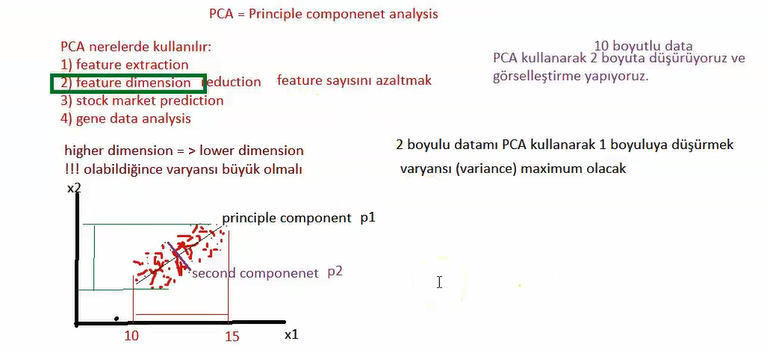 PCA = Principle componenet analysis
PCA nerelerde kullanılır:
1) feature extraction
2) feature dimension reduction feature sayısını azaltmak
3) stock market prediction
4) gene data analysis
10 boyutlu data
PCA kullanarak 2 boyuta düşürüyoruz ve
görselleştirme yapıyoruz.
higher dimension = > lower dimension
!!! olabildiğince varyansı büyük olmalı
2 boyulu datamı PCA kullanarak 1 boyuluya düşürmek
varyansı (variance) maximum olacak
x2
principle component p1
second componenet p2
10
15
x1